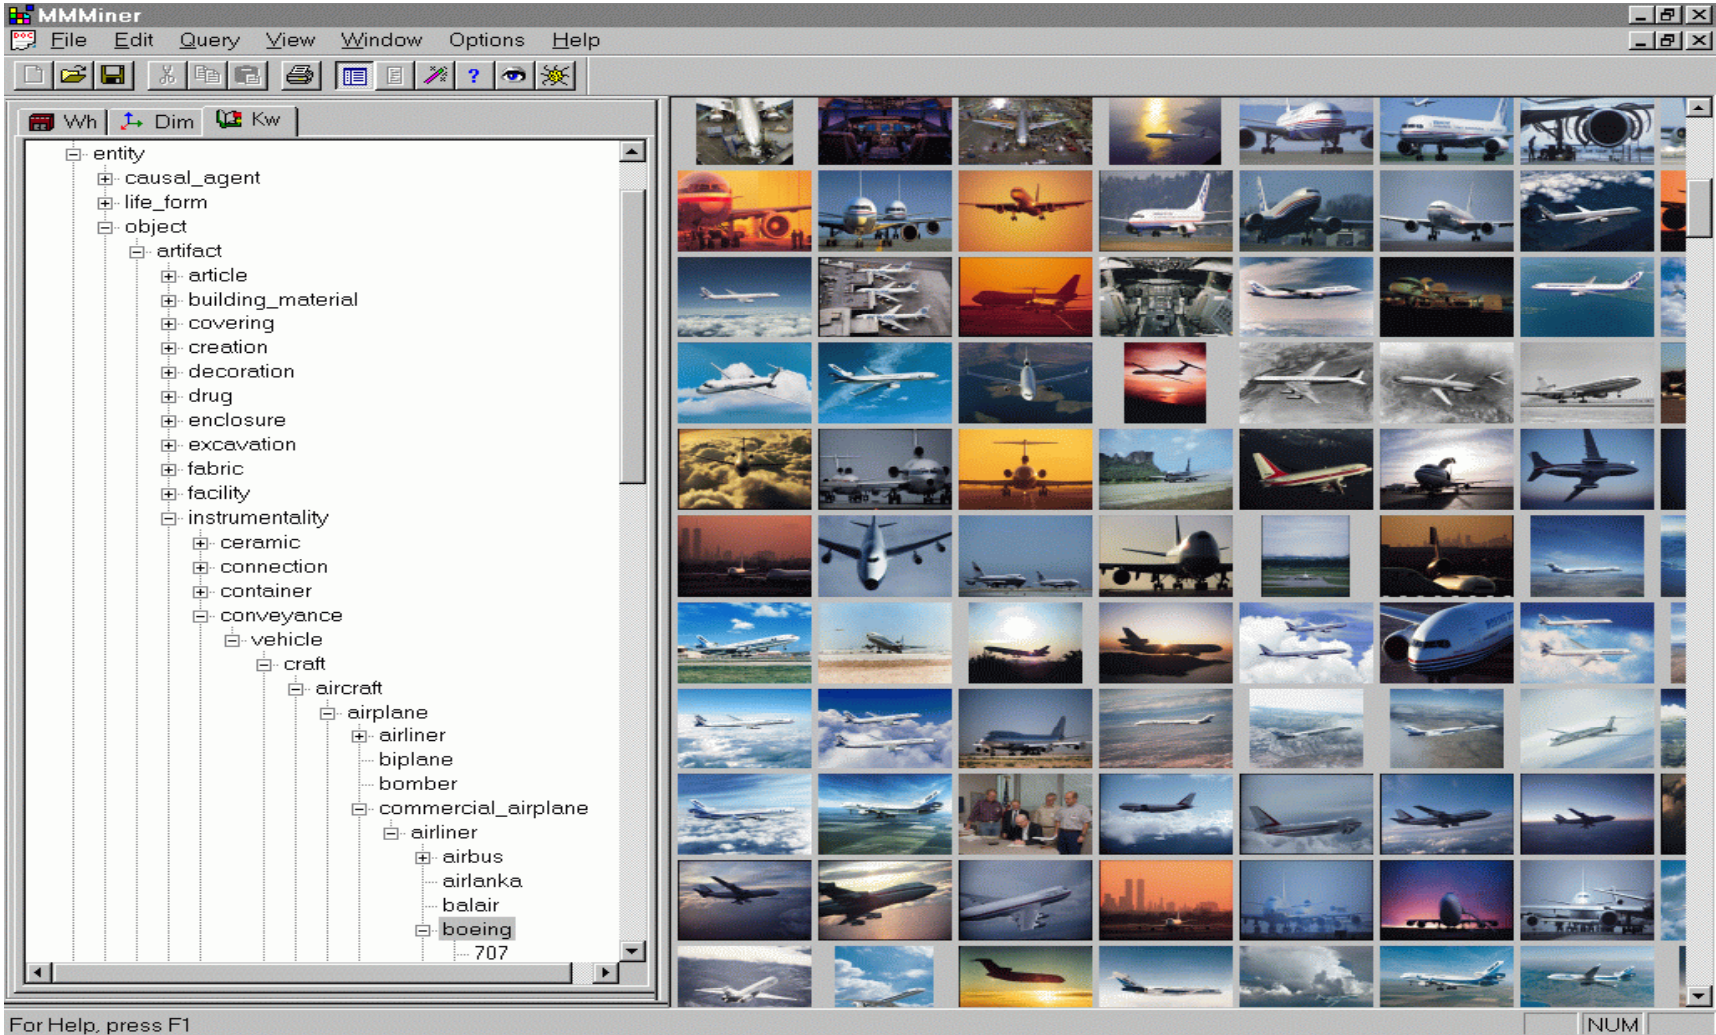 MMMiner
File Edit Query View Window Options Help
Wh Dim Kw
entity
causal_agent
life_form
object
artifact
article
building_material
covering
creation
decoration
drug
enclosure
excavation
fabric
facility
instrumentality
ceramic
connection
container
conveyance
vehicle
craft
aircraft
airplane
airliner
biplane
bomber
commercial_airplane
airliner
airbus
airlanka
balair
boeing
707
For Help, press F1
NUM